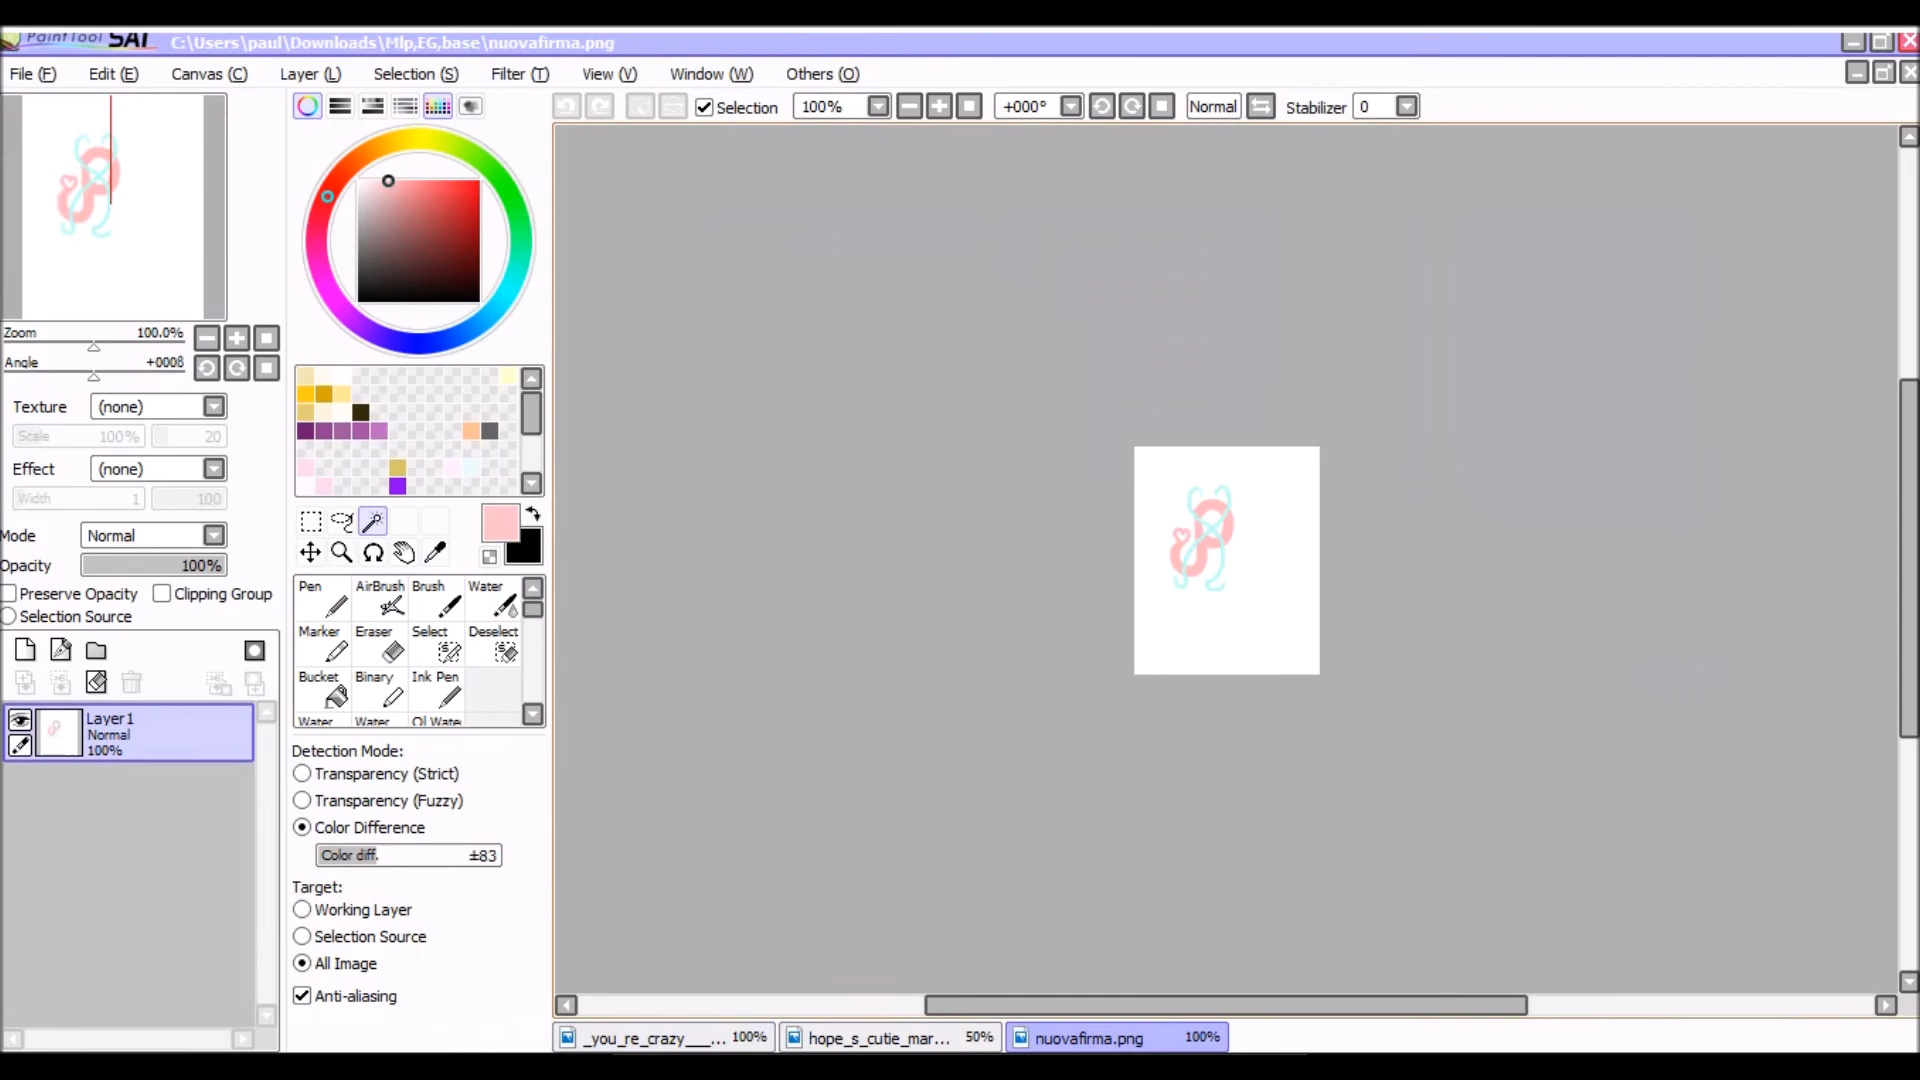 PaintTool SAI C:\Users\paul\Downloads\Mlp,EG,base\nuovafirma.png
File (F) Edit (E) Canvas (C) Layer (L) Selection (S) Filter (T) View (V) Window (W) Others (O)
Selection 100% +000° Normal Stabilizer 0
Zoom 100.0%
Angle +000ß
Texture (none)
Scale 100% 20
Effect (none)
Width 1 100
Mode Normal
Opacity 100%
Preserve Opacity Clipping Group
Selection Source
Layer1
Normal
100%
Pen AirBrush Brush Water
Marker Eraser Select Deselect
Bucket Binary Ink Pen
Water Water Ol Water
Detection Mode:
Transparency (Strict)
Transparency (Fuzzy)
Color Difference
Color diff. ±83
Target:
Working Layer
Selection Source
All Image
Anti-aliasing
_you_re_crazy___... 100% hope_s_cutie_mar... 50% nuovafirma.png 100%